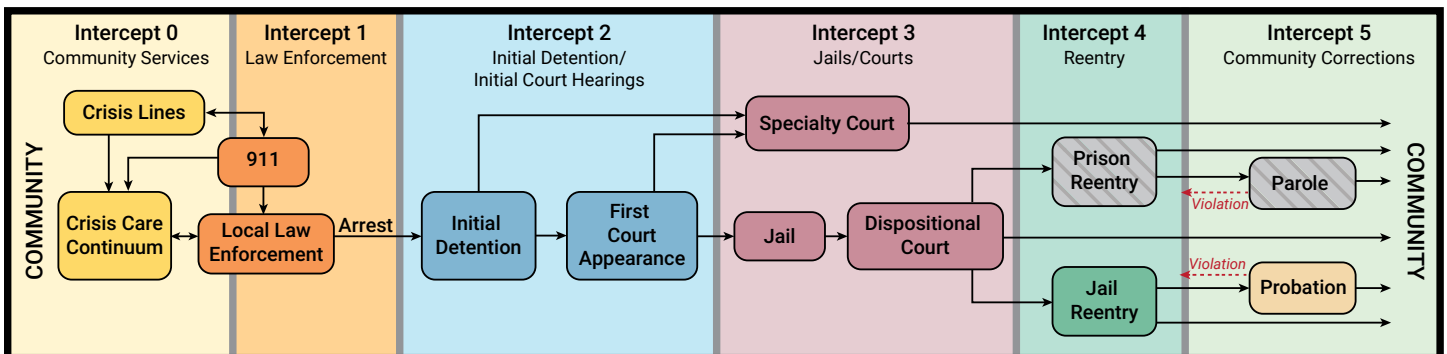 Intercept 0
Community Services
Intercept 1
Law Enforcement
Intercept 2
Initial Detention/
Initial Court Hearings
Intercept 3
Jails/Courts
Intercept 4
Reentry
Intercept 5
Community Corrections
COMMUNITY
Crisis Lines
911
Crisis Care
Continuum
Local Law
Enforcement
Arrest
Initial
Detention
First
Court
Appearance
Specialty Court
Jail
Dispositional
Court
Prison
Reentry
Jail
Reentry
Violation
Parole
Violation
Probation
COMMUNITY